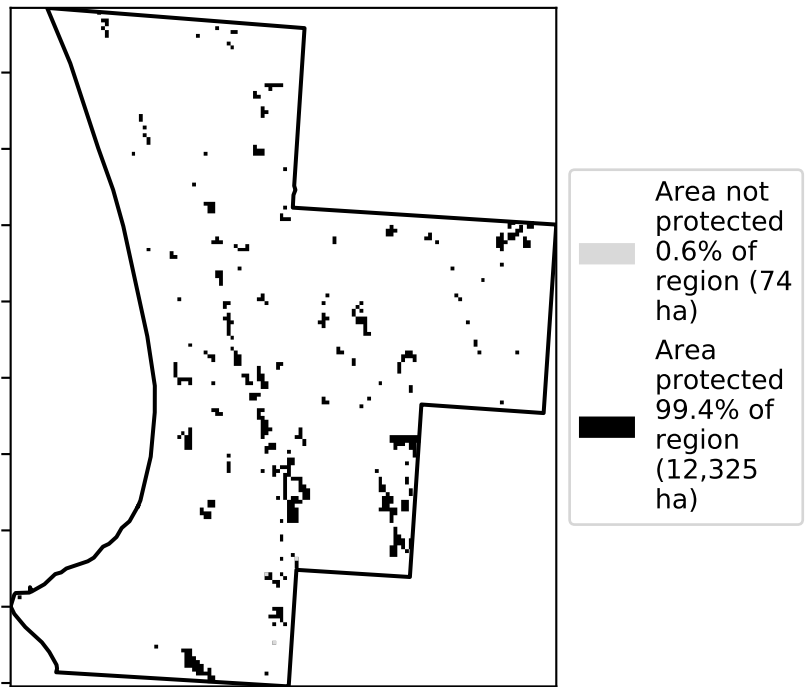 Area not
protected
0.6% of
region (74
ha)
Area
protected
99.4% of
region
(12,325
ha)